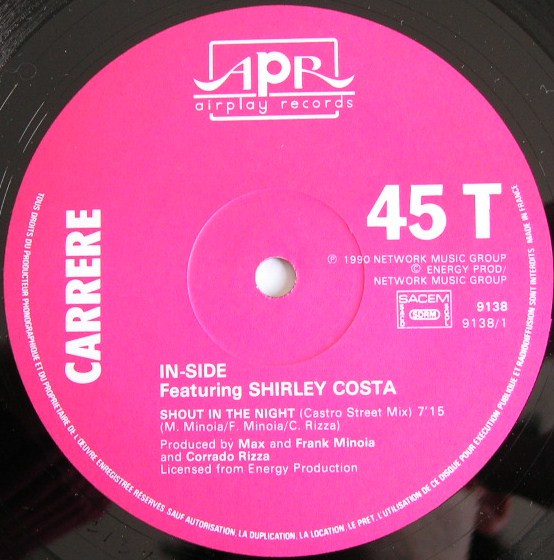 APR
airplay records
45 T
CARRERE
℗ 1990 NETWORK MUSIC GROUP
© ENERGY PROD/
NETWORK MUSIC GROUP
SACEM
SACD SDRM SGDL
9138
9138/1
IN-SIDE
Featuring SHIRLEY COSTA
SHOUT IN THE NIGHT (Castro Street Mix) 7'15
(M. Minoia/F. Minoia/C. Rizza)
Produced by Max and Frank Minoia
and Corrado Rizza
Licensed from Energy Production
TOUS DROITS DU PRODUCTEUR PHONOGRAPHIQUE ET DU PROPRIETAIRE DE L'ŒUVRE ENREGISTREE RESERVES. SAUF AUTORISATION, LA DUPLICATION, LA LOCATION, LE PRET, L'UTILISATION DE CE DISQUE POUR EXECUTION PUBLIQUE ET RADIODIFFUSION SONT INTERDITS. MADE IN FRANCE